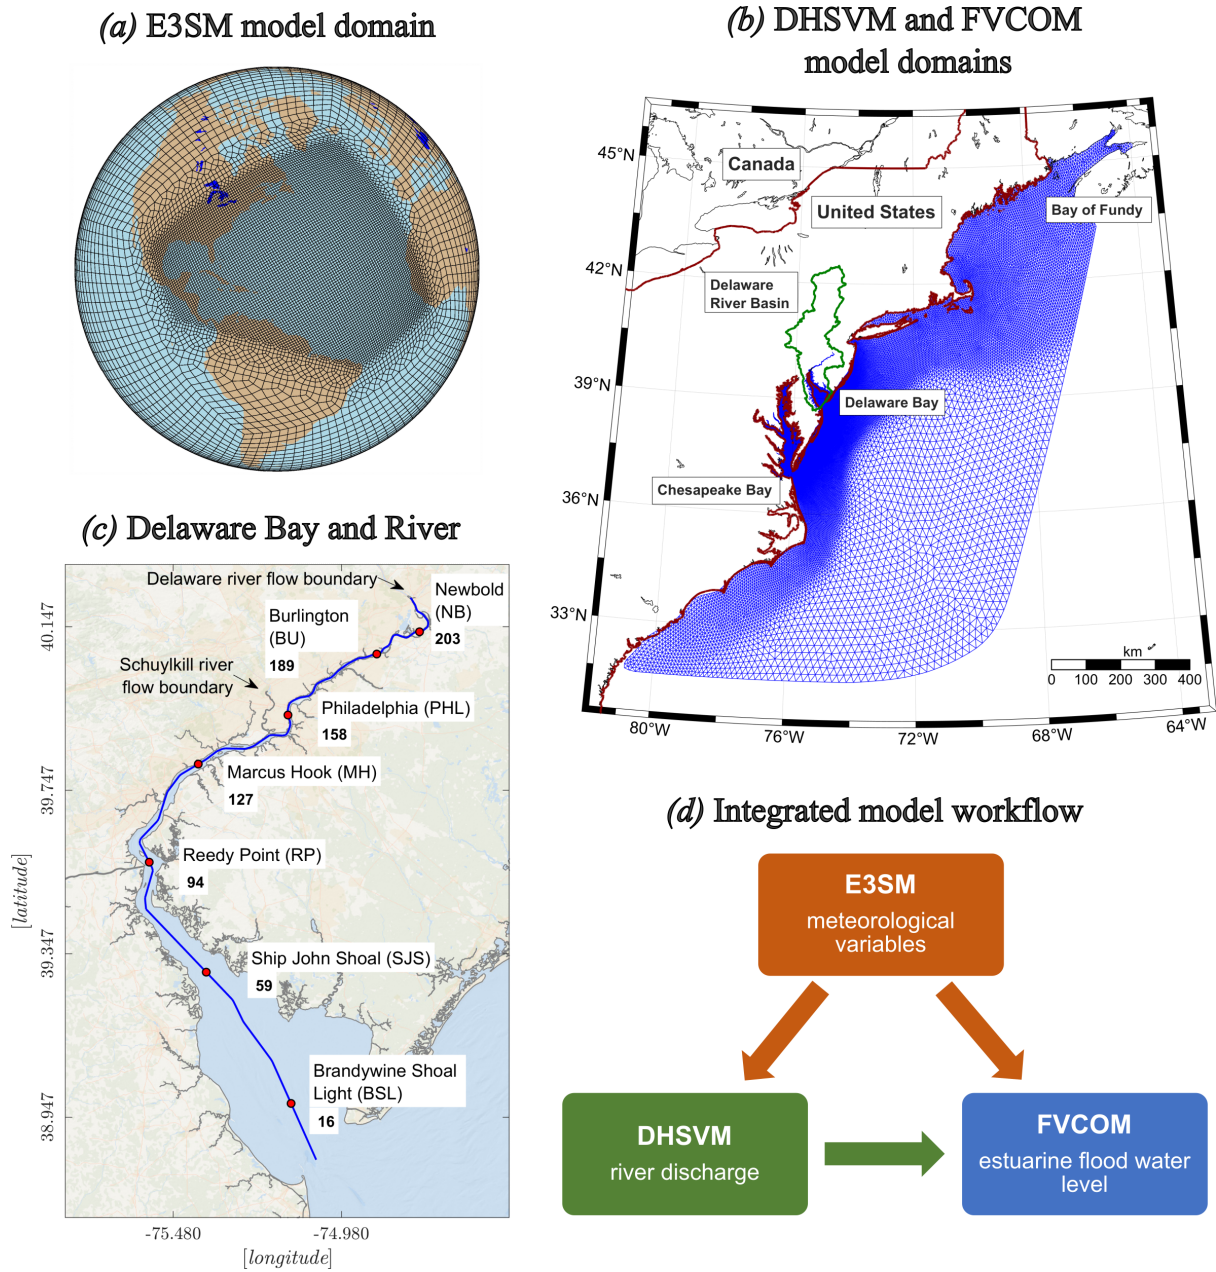 (a) E3SM model domain
(b) DHSVM and FVCOM
model domains
45°N
42°N
39°N
36°N
33°N
80°W
76°W
72°W
68°W
64°W
Canada
United States
Bay of Fundy
Delaware
River Basin
Delaware Bay
Chesapeake Bay
km
0 100 200 300 400
(c) Delaware Bay and River
Delaware river flow boundary
Newbold
(NB)
203
Burlington
(BU)
189
Schuylkill river
flow boundary
Philadelphia (PHL)
158
Marcus Hook (MH)
127
Reedy Point (RP)
94
Ship John Shoal (SJS)
59
Brandywine Shoal
Light (BSL)
16
40.147
39.747
39.347
38.947
[latitude]
-75.480
-74.980
[longitude]
(d) Integrated model workflow
E3SM
meteorological
variables
DHSVM
river discharge
FVCOM
estuarine flood water
level